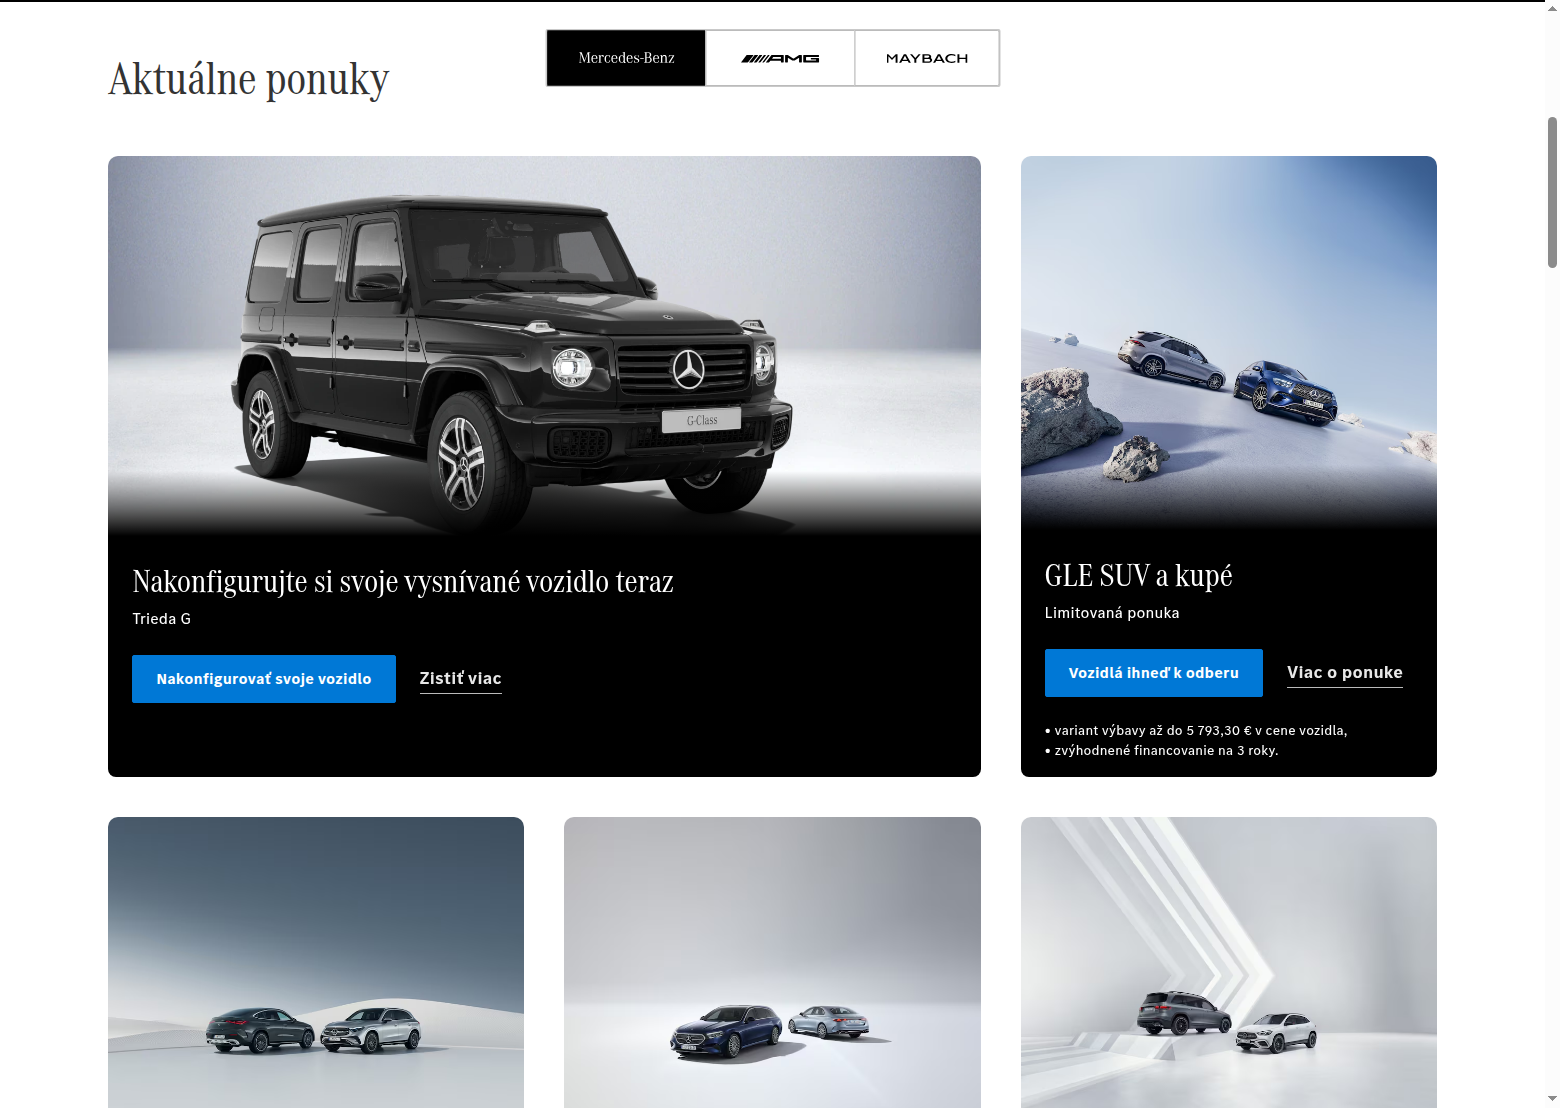 Aktuálne ponuky
Mercedes-Benz
AMG
MAYBACH
G-Class
Nakonfigurujte si svoje vysnívané vozidlo teraz
Trieda G
Nakonfigurovať svoje vozidlo
Zistiť viac
GLE SUV a kupé
Limitovaná ponuka
Vozidlá ihneď k odberu
Viac o ponuke
• variant výbavy až do 5 793,30 € v cene vozidla,
• zvýhodnené financovanie na 3 roky.